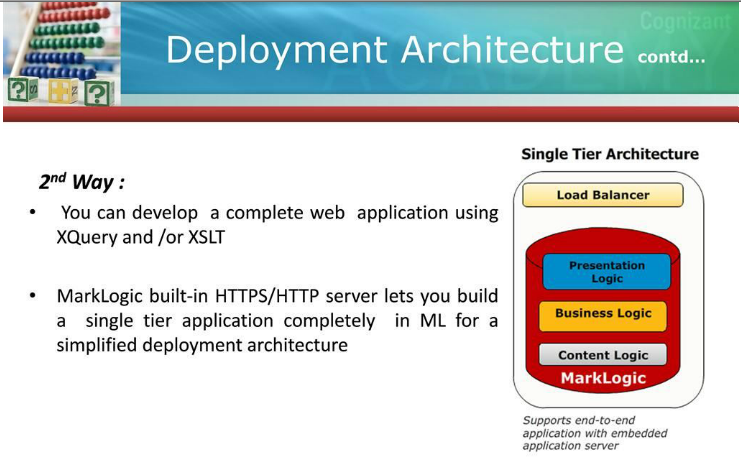 Cognizant
Deployment Architecture contd...
2nd Way :
• You can develop a complete web application using
XQuery and /or XSLT
• MarkLogic built-in HTTPS/HTTP server lets you build
a single tier application completely in ML for a
simplified deployment architecture
Single Tier Architecture
Load Balancer
Presentation
Logic
Business Logic
Content Logic
MarkLogic
Supports end-to-end
application with embedded
application server
? ?